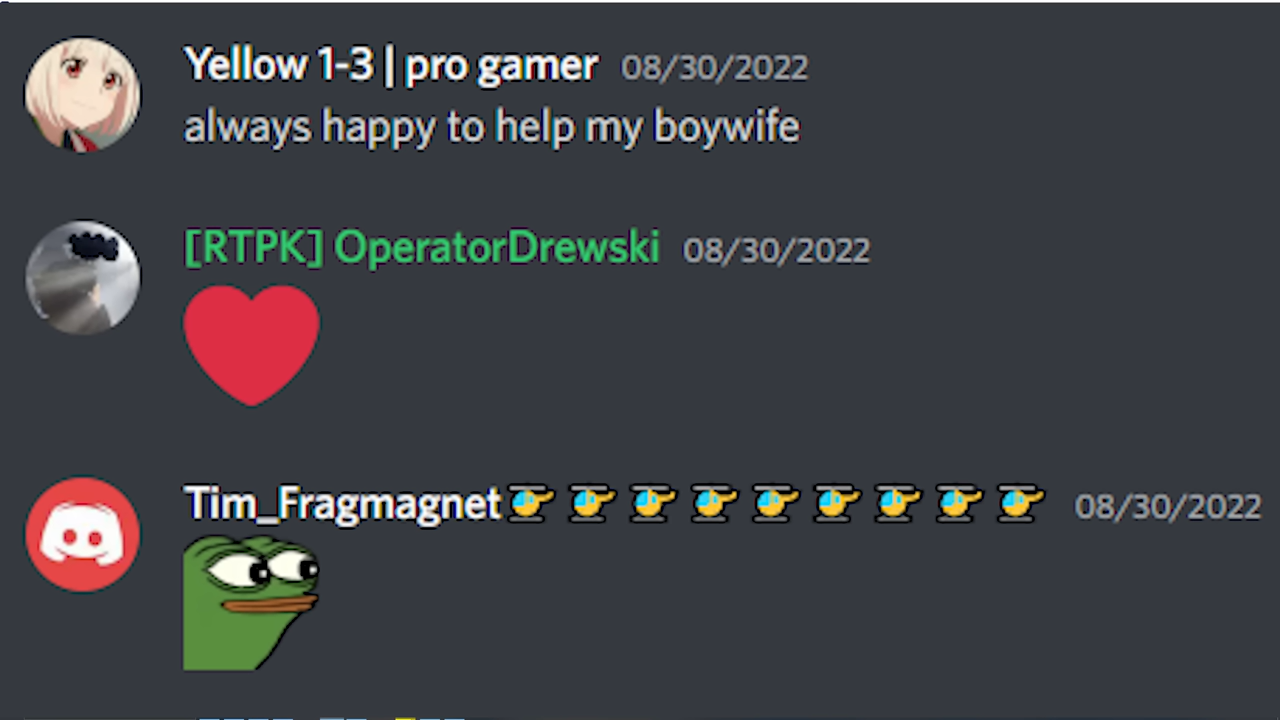 Yellow 1-3 | pro gamer 08/30/2022
always happy to help my boywife
[RTPK] OperatorDrewski 08/30/2022
❤️
Tim_Fragmagnet🚁🚁🚁🚁🚁🚁🚁🚁🚁 08/30/2022